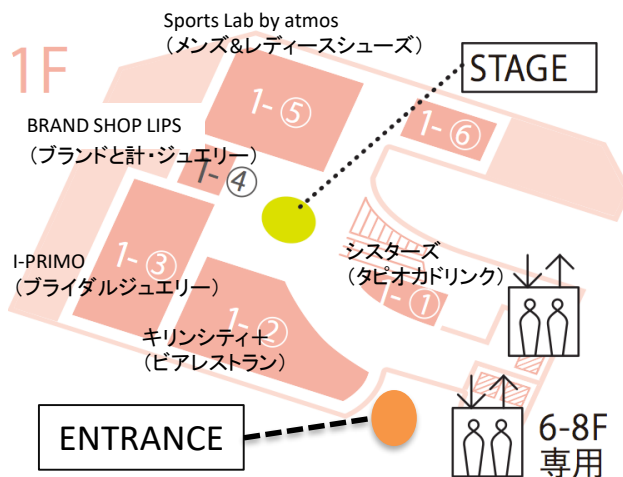 Sports Lab by atmos
（メンズ&レディースシューズ）
1F
STAGE
1-⑤
1-⑥
BRAND SHOP LIPS
（ブランドと計・ジュエリー）
1-④
I-PRIMO
（ブライダルジュエリー）
1-③
シスターズ
（タピオカドリンク）
1-①
1-②
キリンシティ＋
（ビアレストラン）
ENTRANCE
6-8F
専用